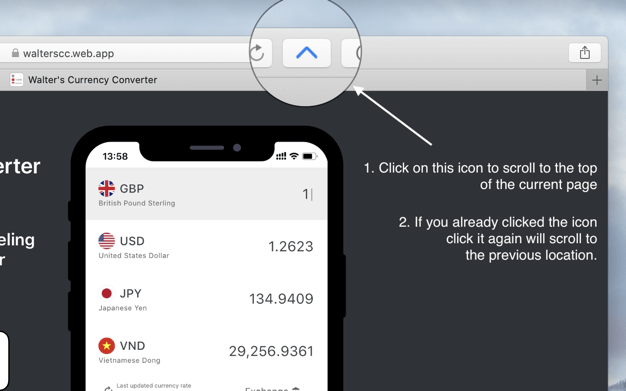 walterscc.web.app
Walter's Currency Converter
erter
eling
r
13:58
GBP
1
British Pound Sterling
USD
1.2623
United States Dollar
JPY
134.9409
Japanese Yen
VND
29,256.9361
Vietnamese Dong
Last updated currency rate
Exchange
1. Click on this icon to scroll to the top
of the current page
2. If you already clicked the icon
click it again will scroll to
the previous location.